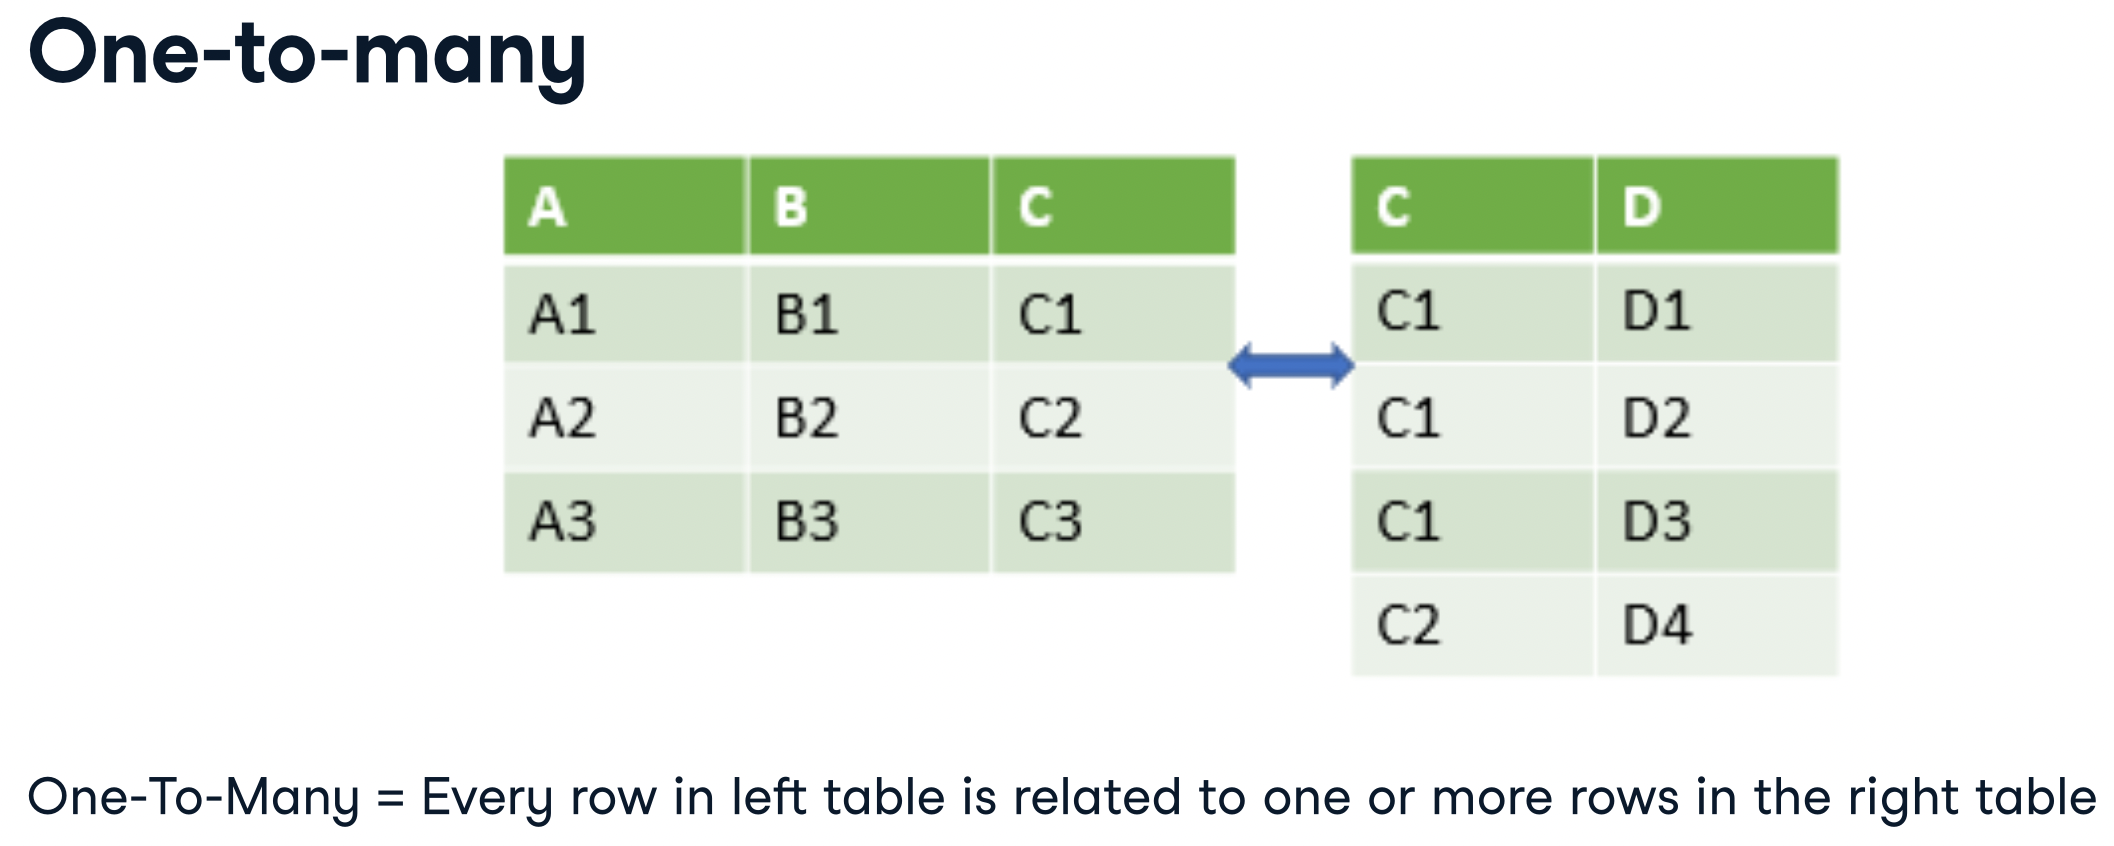 One-to-many
A B C
A1 B1 C1
A2 B2 C2
A3 B3 C3
C D
C1 D1
C1 D2
C1 D3
C2 D4
One-To-Many = Every row in left table is related to one or more rows in the right table